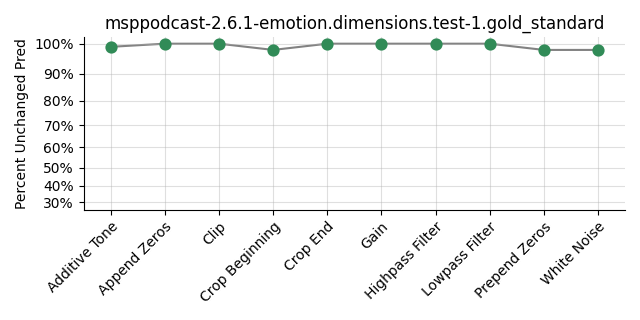 msppodcast-2.6.1-emotion.dimensions.test-1.gold_standard
Percent Unchanged Pred
100%
90%
80%
70%
60%
50%
40%
30%
Additive Tone
Append Zeros
Clip
Crop Beginning
Crop End
Gain
Highpass Filter
Lowpass Filter
Prepend Zeros
White Noise